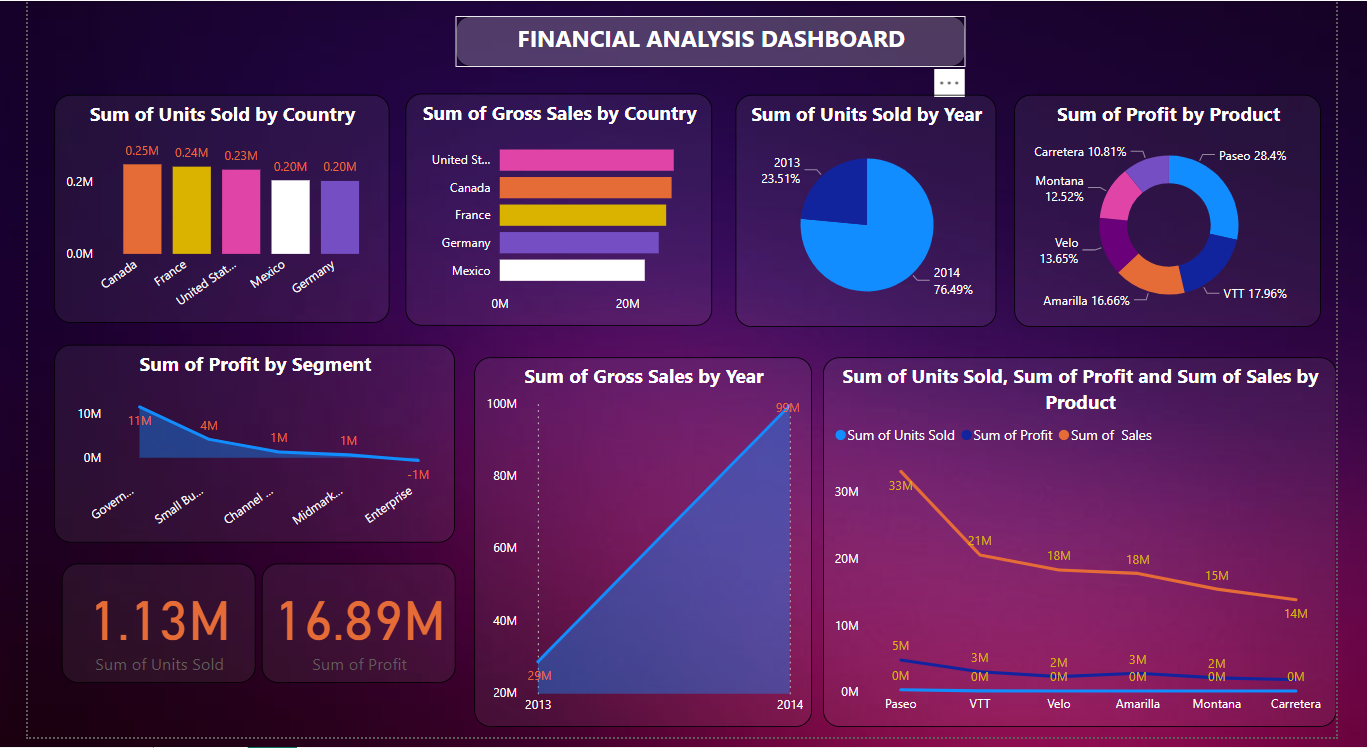 FINANCIAL ANALYSIS DASHBOARD
Sum of Units Sold by Country
0.2M
0.0M
0.25M
0.24M
0.23M
0.20M
0.20M
Canada
France
United Stat...
Mexico
Germany
Sum of Gross Sales by Country
United St...
Canada
France
Germany
Mexico
0M
20M
Sum of Units Sold by Year
2013
23.51%
2014
76.49%
Sum of Profit by Product
Carretera 10.81%
Paseo 28.4%
Montana
12.52%
Velo
13.65%
Amarilla 16.66%
VTT 17.96%
Sum of Profit by Segment
10M
0M
11M
4M
1M
1M
-1M
Govern...
Small Bu...
Channel ...
Midmark...
Enterprise
1.13M
Sum of Units Sold
16.89M
Sum of Profit
Sum of Gross Sales by Year
100M
80M
60M
40M
20M
29M
99M
2013
2014
Sum of Units Sold, Sum of Profit and Sum of Sales by
Product
Sum of Units Sold Sum of Profit Sum of Sales
30M
20M
10M
0M
33M
21M
18M
18M
15M
14M
5M
3M
2M
3M
2M
0M
0M
0M
0M
0M
0M
Paseo
VTT
Velo
Amarilla
Montana
Carretera